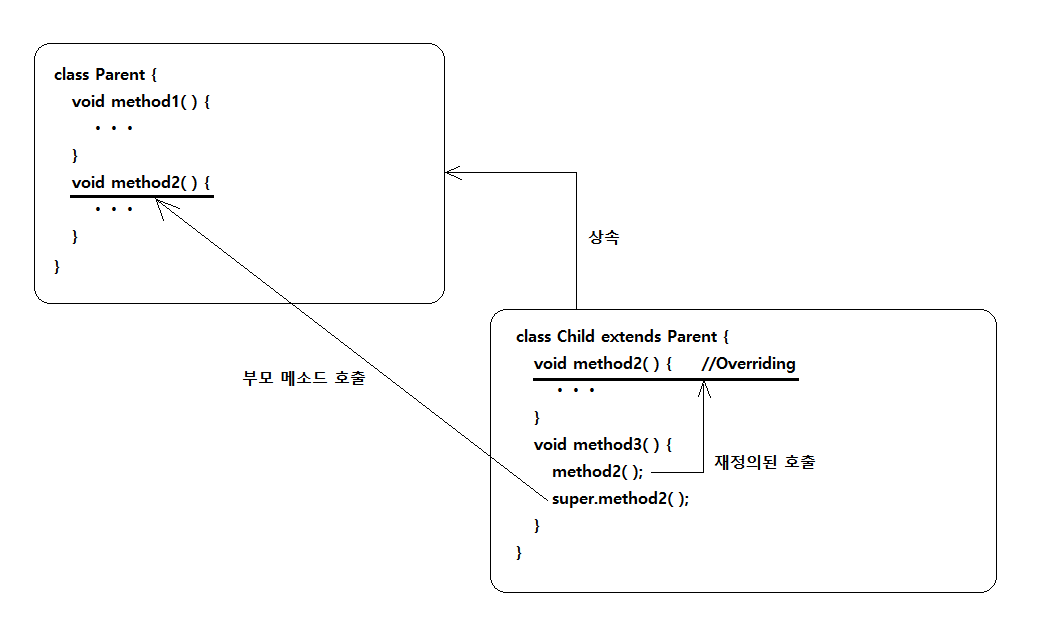 class Parent {
void method1( ) {
• • •
}
void method2( ) {
• • •
}
}
상속
class Child extends Parent {
void method2( ) { //Overriding
• • •
}
void method3( ) {
method2( );
super.method2( );
}
}
부모 메소드 호출
재정의된 호출